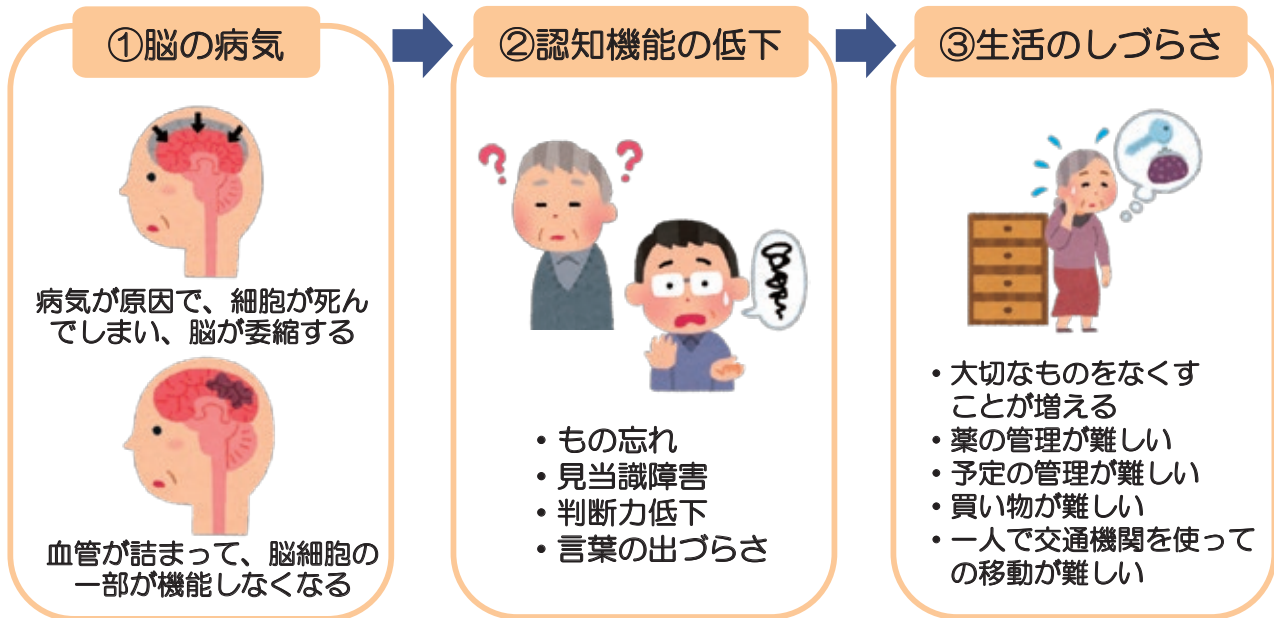 ①脳の病気
病気が原因で、細胞が死ん
でしまい、脳が委縮する
血管が詰まって、脳細胞の
一部が機能しなくなる
②認知機能の低下
？
？
・もの忘れ
・見当識障害
・判断力低下
・言葉の出づらさ
③生活のしづらさ
・大切なものをなくす
ことが増える
・薬の管理が難しい
・予定の管理が難しい
・買い物が難しい
・一人で交通機関を使って
の移動が難しい